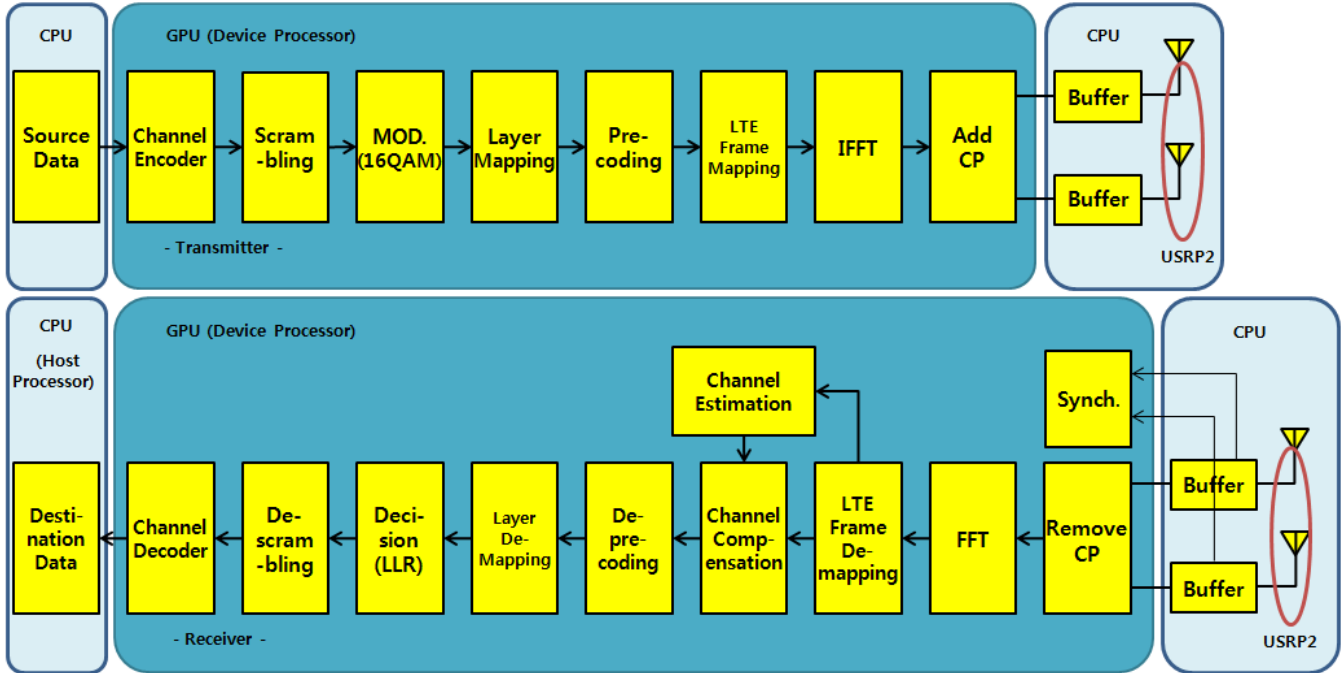 CPU
GPU (Device Processor)
CPU
Source
Data
Channel
Encoder
Scram
-bling
MOD.
(16QAM)
Layer
Mapping
Pre-
coding
LTE
Frame
Mapping
IFFT
Add
CP
Buffer
Buffer
- Transmitter -
USRP2
CPU
(Host
Processor)
GPU (Device Processor)
CPU
Channel
Estimation
Synch.
Desti-
nation
Data
Channel
Decoder
De-
scram
-bling
Deci-
sion
(LLR)
Layer
De-
Mapping
De-
pre-
coding
Channel
Comp-
ensation
LTE
Frame
De-
mapping
FFT
Remove
CP
Buffer
Buffer
- Receiver -
USRP2